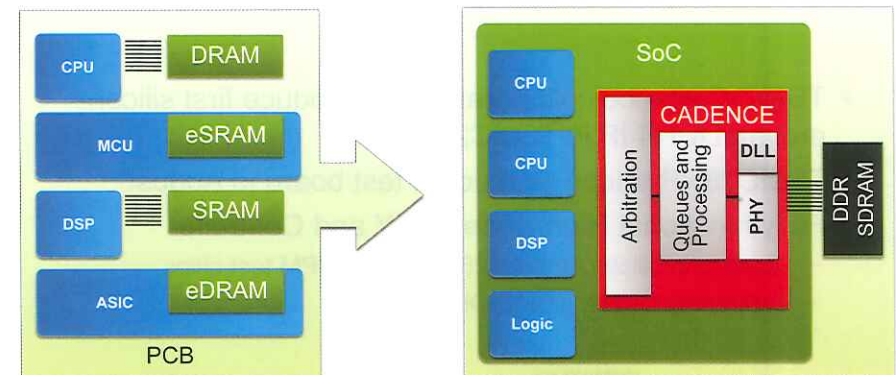 CPU
DRAM
MCU
eSRAM
DSP
SRAM
ASIC
eDRAM
PCB
SoC
CPU
CPU
DSP
Logic
CADENCE
Arbitration
Queues and
Processing
DLL
PHY
DDR
SDRAM